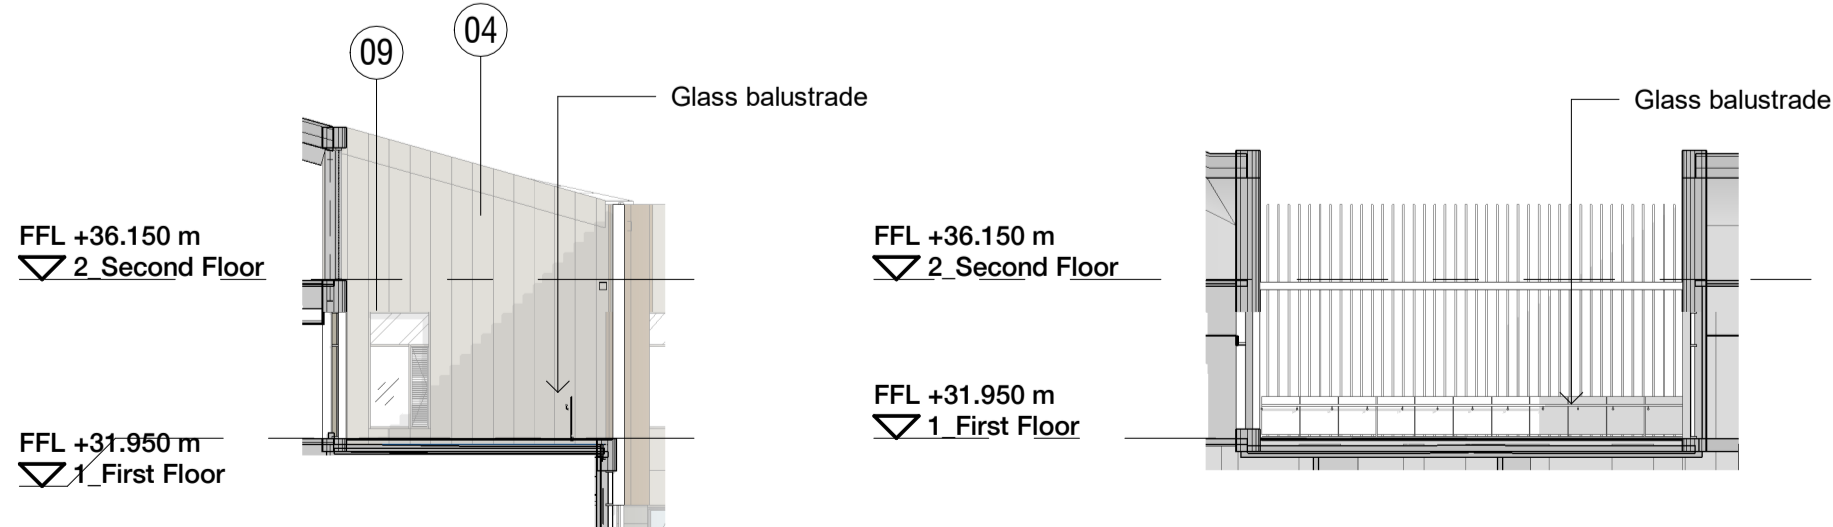 09
04
Glass balustrade
FFL +36.150 m
2_Second Floor
FFL +31.950 m
1_First Floor
Glass balustrade
FFL +36.150 m
2_Second Floor
FFL +31.950 m
1_First Floor